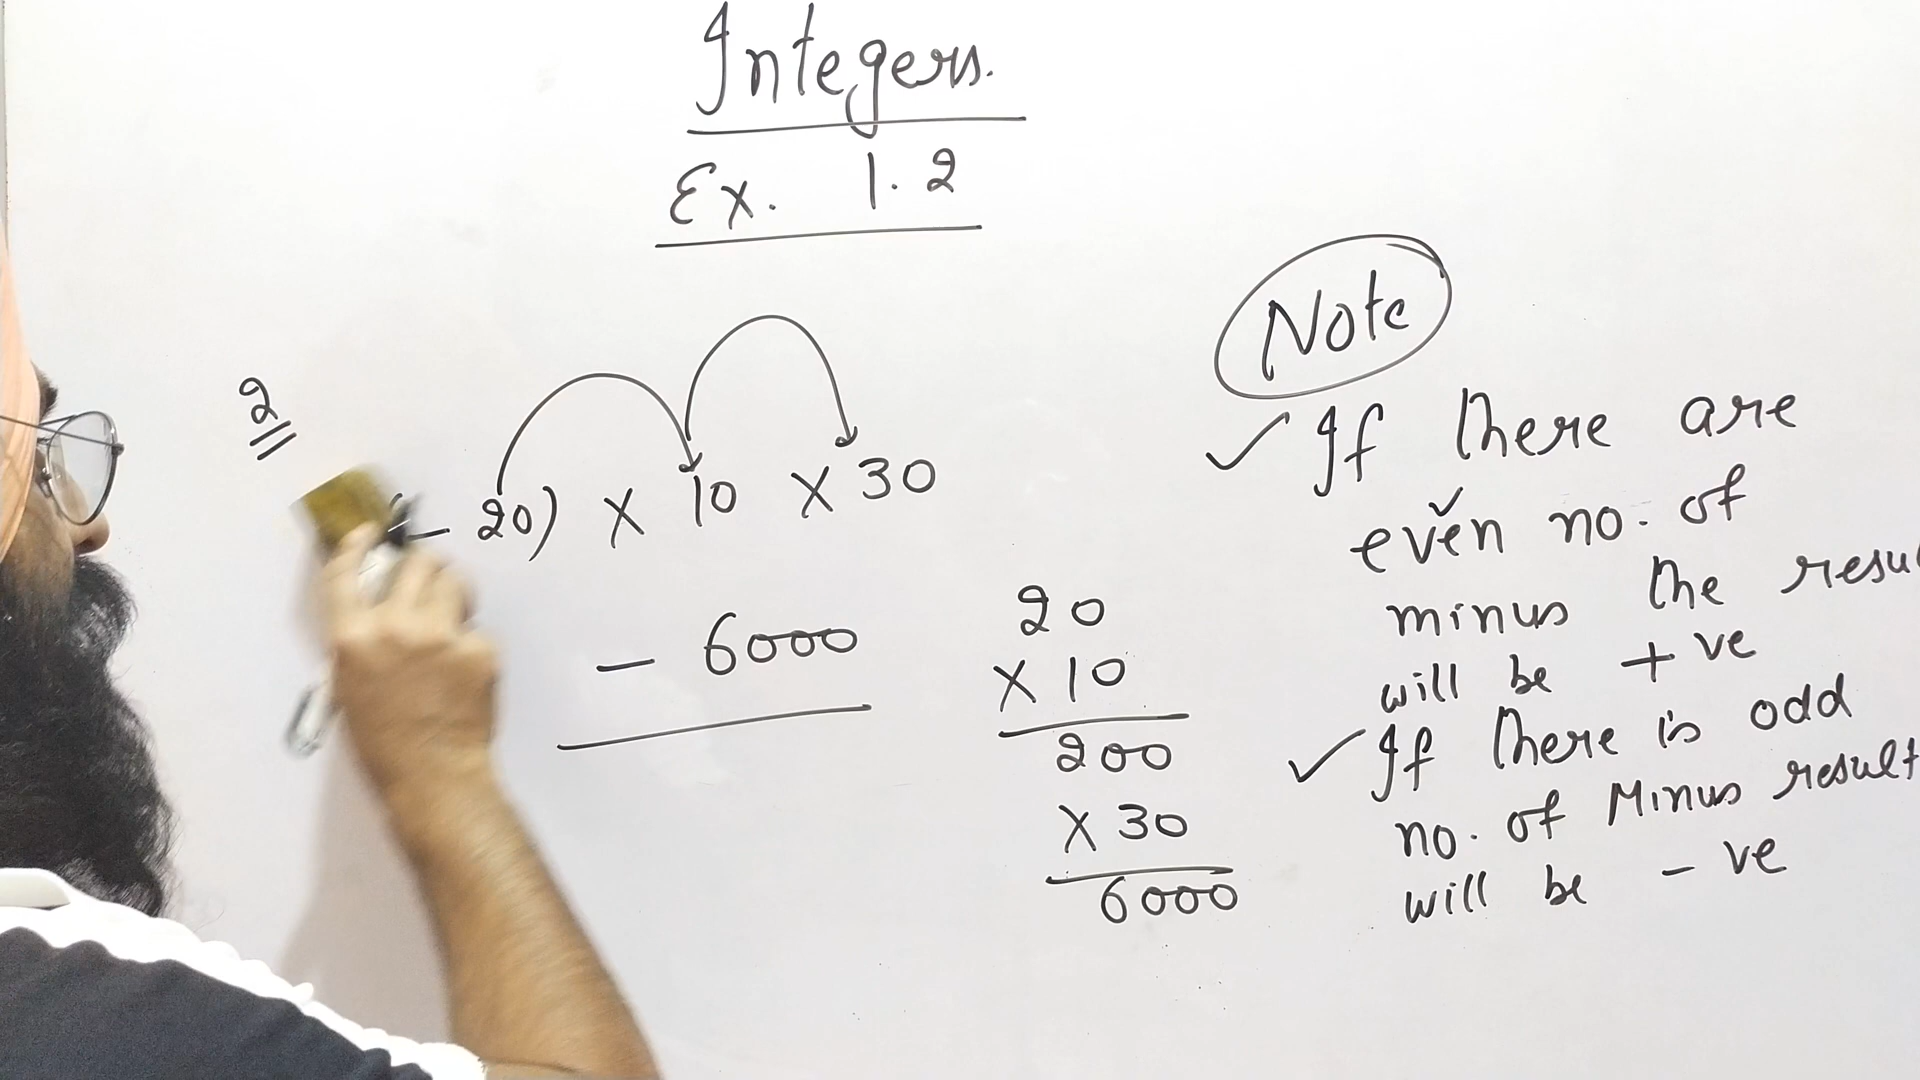 Integers.
Ex. 1.2
2
(- 20) X 10 X 30
- 6000
20
X 10
200
X 30
6000
Note
✓ If there are
even no. of
minus the resul
will be +ve
✓ If there is odd
no. of Minus result
will be - ve